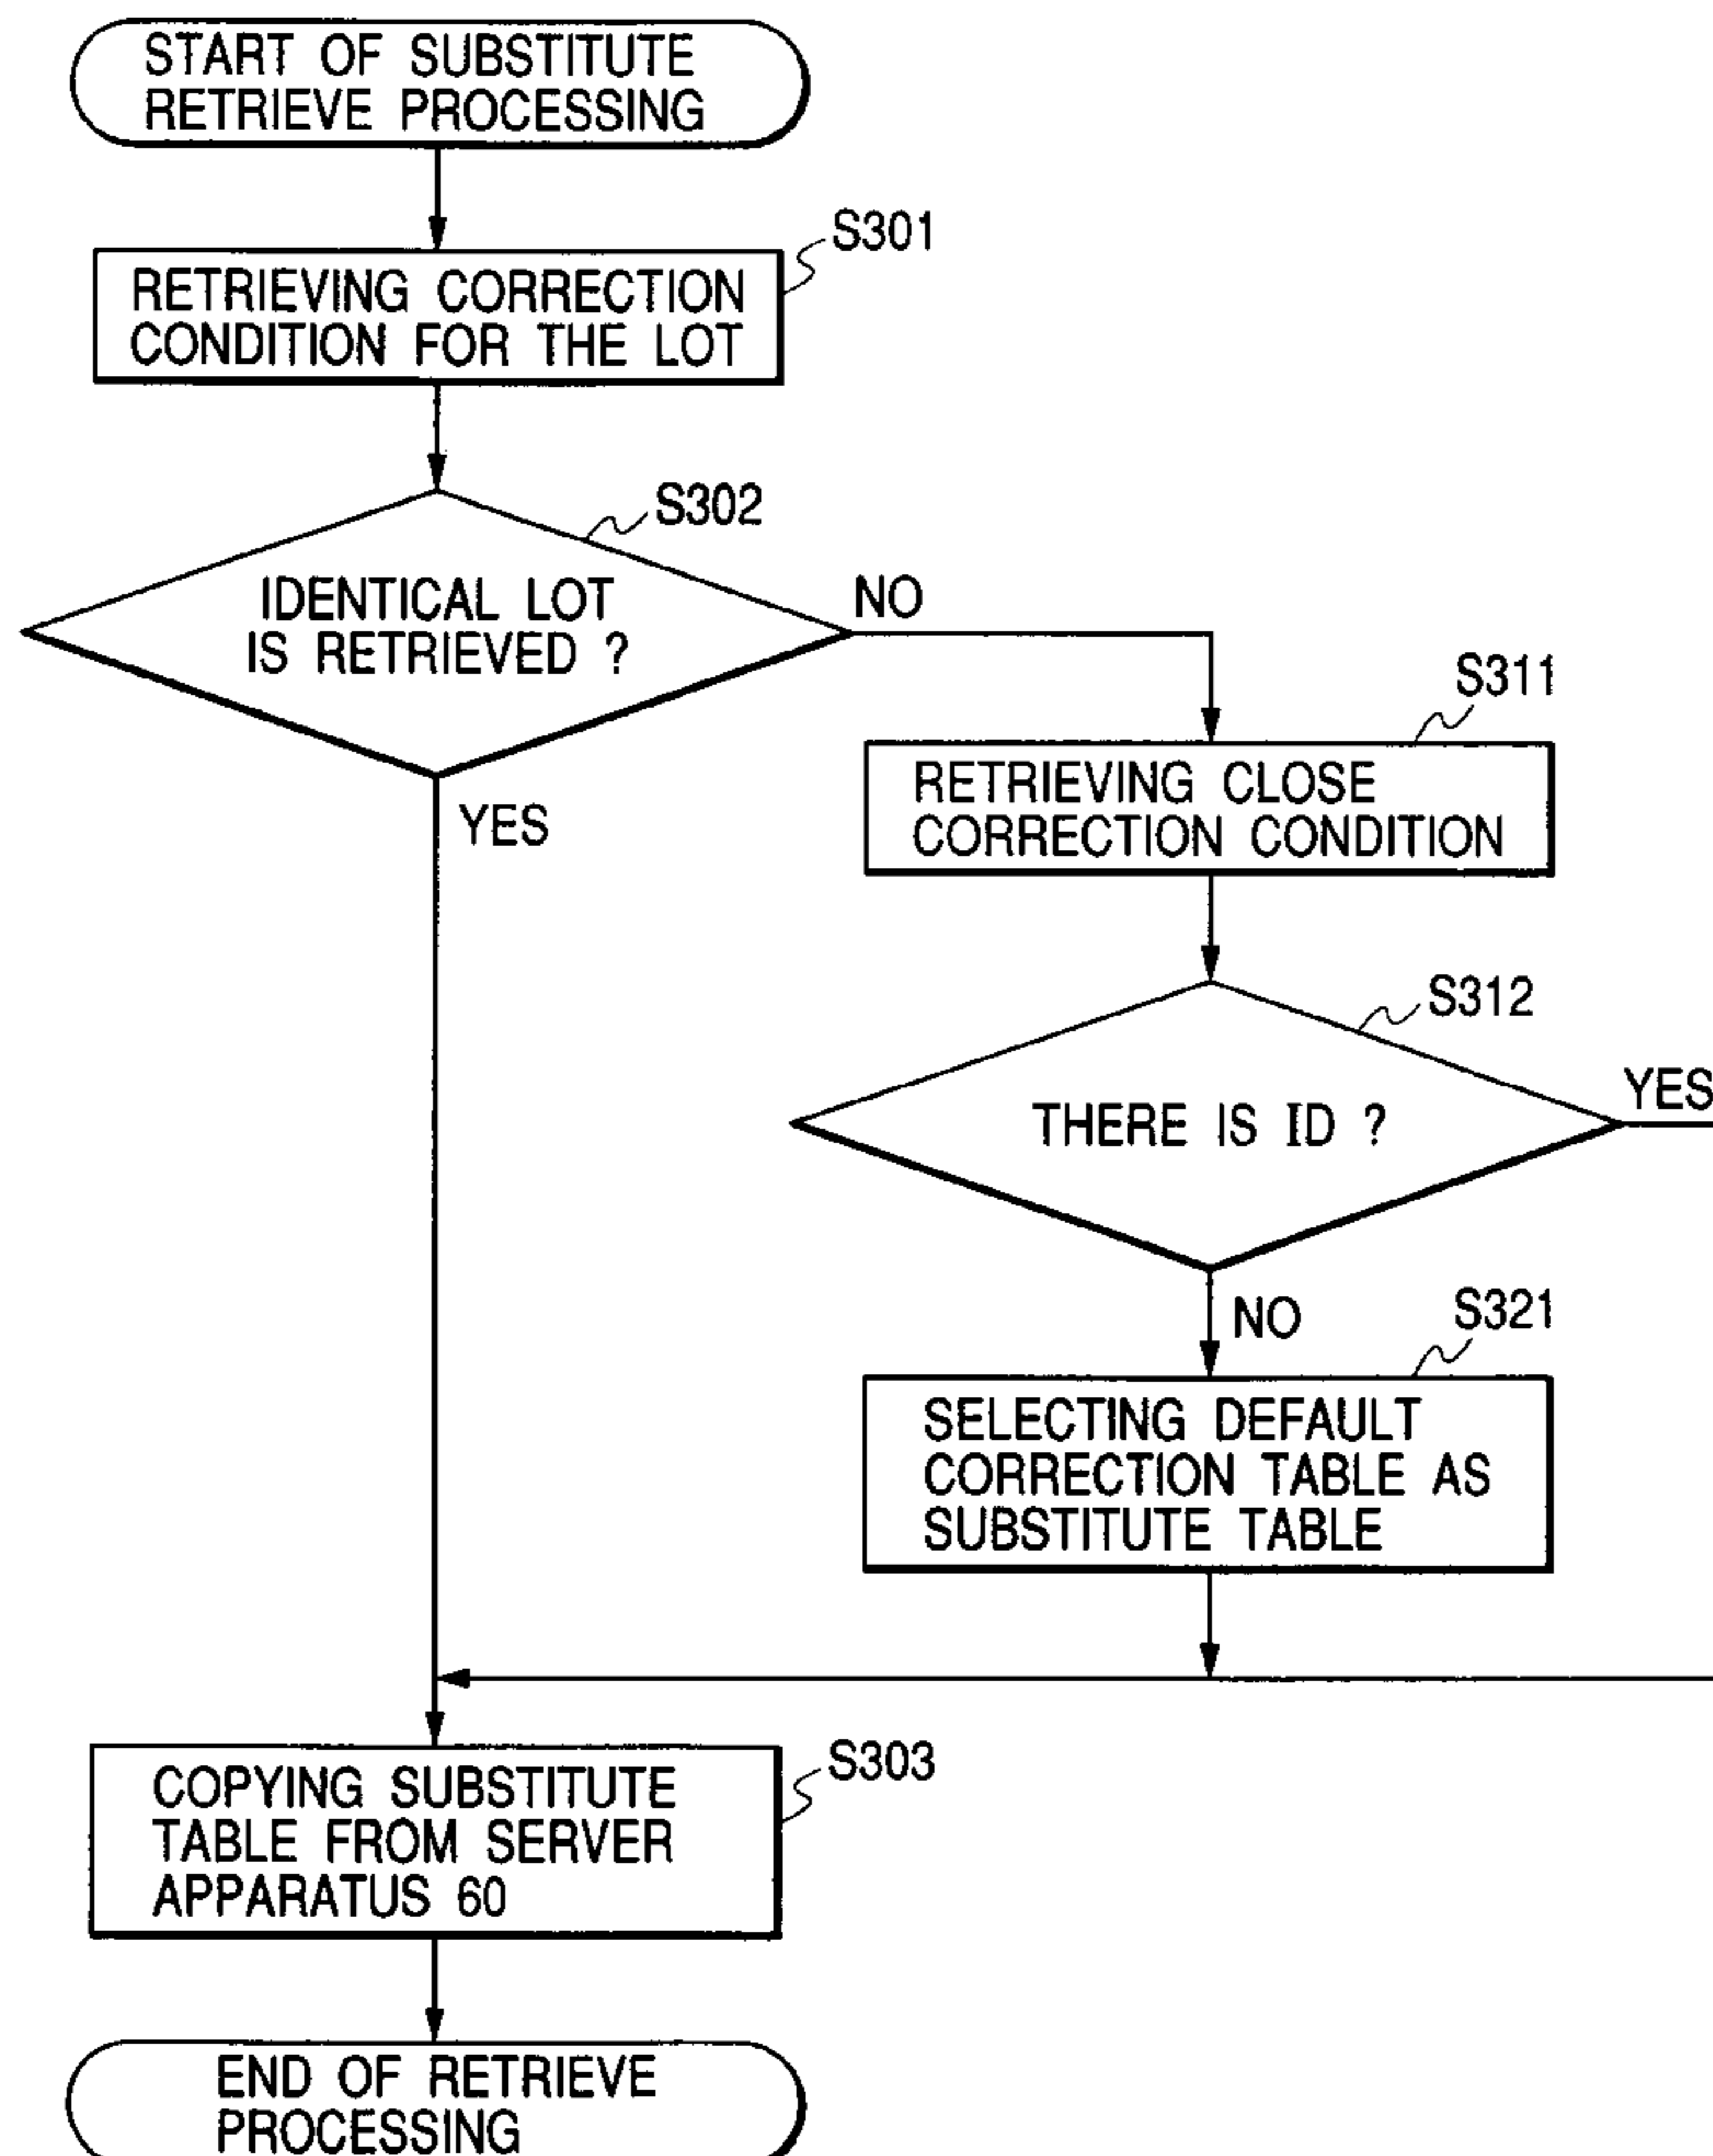 START OF SUBSTITUTE
RETRIEVE PROCESSING
S301
RETRIEVING CORRECTION
CONDITION FOR THE LOT
S302
IDENTICAL LOT
IS RETRIEVED ?
NO
YES
S311
RETRIEVING CLOSE
CORRECTION CONDITION
S312
THERE IS ID ?
YES
NO
S321
SELECTING DEFAULT
CORRECTION TABLE AS
SUBSTITUTE TABLE
S303
COPYING SUBSTITUTE
TABLE FROM SERVER
APPARATUS 60
END OF RETRIEVE
PROCESSING